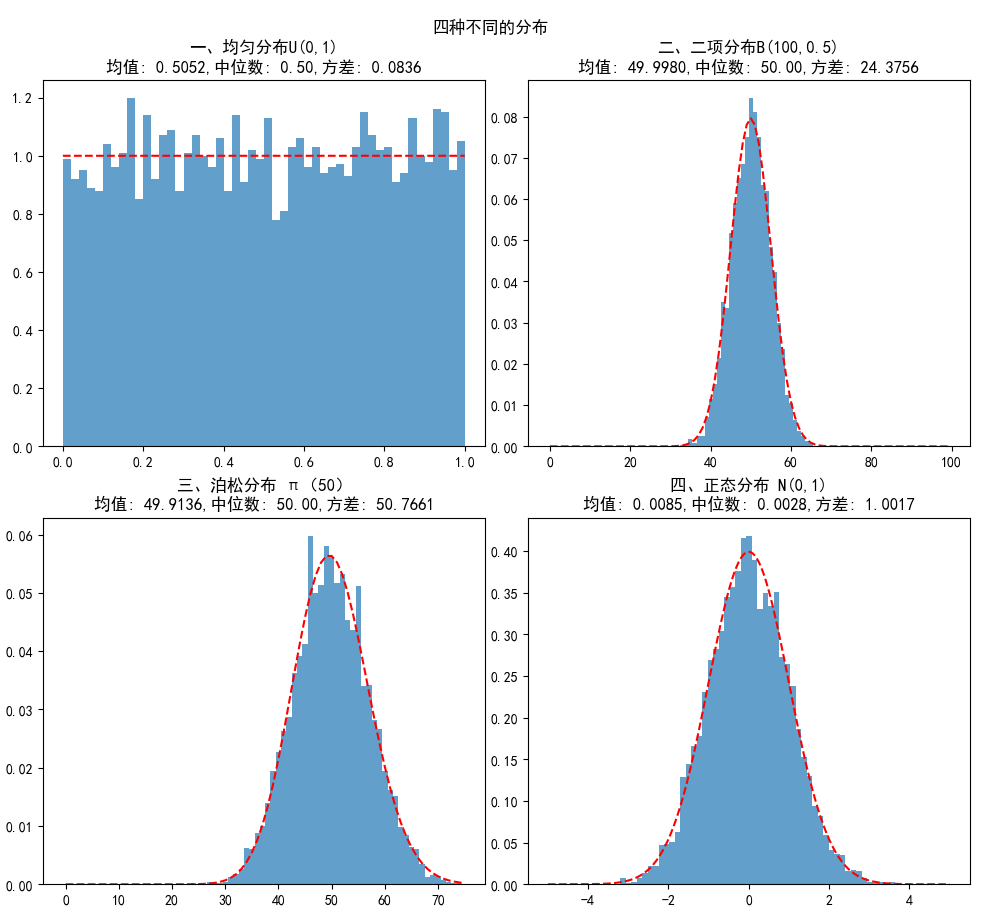 四种不同的分布
一、均匀分布U(0,1)
均值: 0.5052,中位数: 0.50,方差: 0.0836
1.2
1.0
0.8
0.6
0.4
0.2
0.0
0.0 0.2 0.4 0.6 0.8 1.0
二、二项分布B(100,0.5)
均值: 49.9980,中位数: 50.00,方差: 24.3756
0.08
0.07
0.06
0.05
0.04
0.03
0.02
0.01
0.00
0 20 40 60 80 100
三、泊松分布 π (50)
均值: 49.9136,中位数: 50.00,方差: 50.7661
0.06
0.05
0.04
0.03
0.02
0.01
0.00
0 10 20 30 40 50 60 70
四、正态分布 N(0,1)
均值: 0.0085,中位数: 0.0028,方差: 1.0017
0.40
0.35
0.30
0.25
0.20
0.15
0.10
0.05
0.00
-4 -2 0 2 4